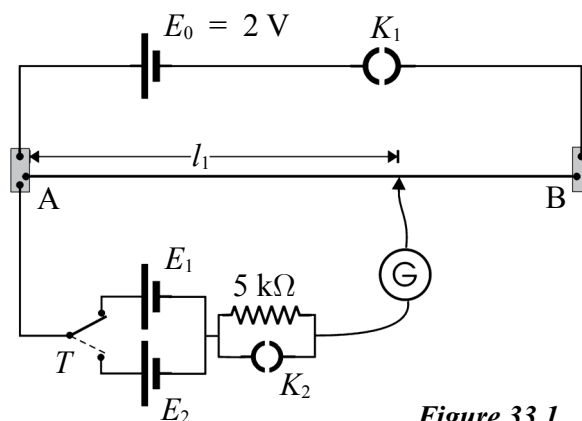 E₀ = 2 V
K₁
l₁
A
B
E₁
5 kΩ
G
T
K₂
E₂
Figure 33.1